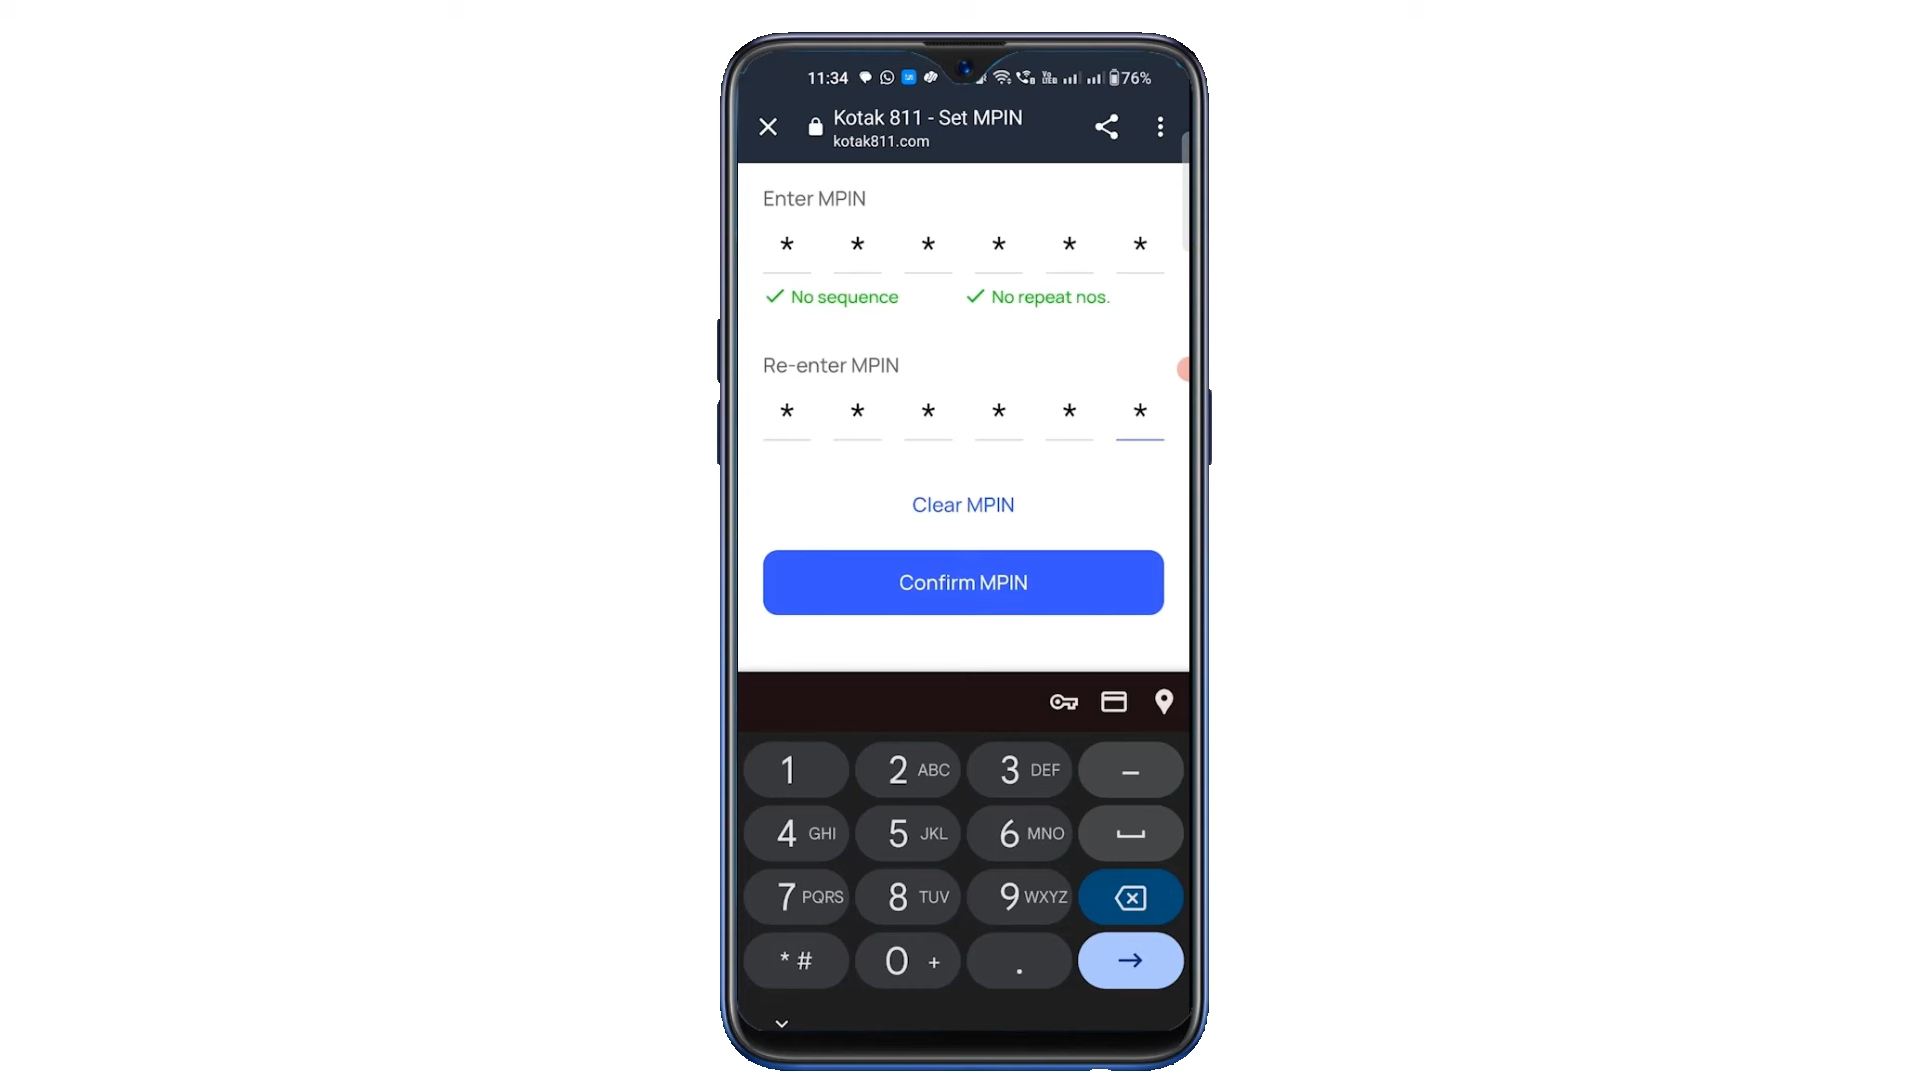 11:34 76%
Kotak 811 - Set MPIN
kotak811.com
Enter MPIN
* * * * * *
No sequence No repeat nos.
Re-enter MPIN
* * * * * *
Clear MPIN
Confirm MPIN
1 2 ABC 3 DEF –
4 GHI 5 JKL 6 MNO
7 PQRS 8 TUV 9 WXYZ
* # 0 + .